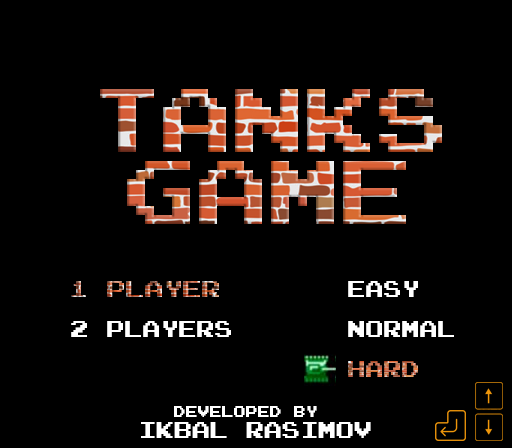 TANKS
GAME
1 PLAYER EASY
2 PLAYERS NORMAL
HARD
DEVELOPED BY
IKBAL RASIMOV